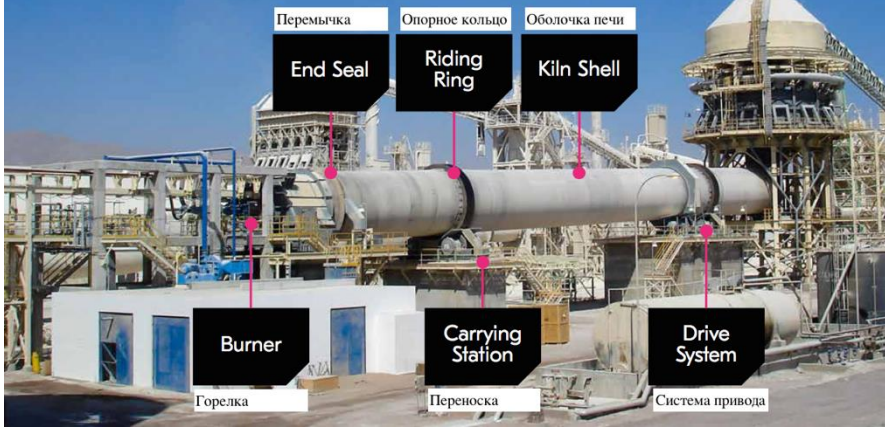 Перемычка
Опорное кольцо
Оболочка печи
End Seal
Riding
Ring
Kiln Shell
Burner
Carrying
Station
Drive
System
Горелка
Переноска
Система привода